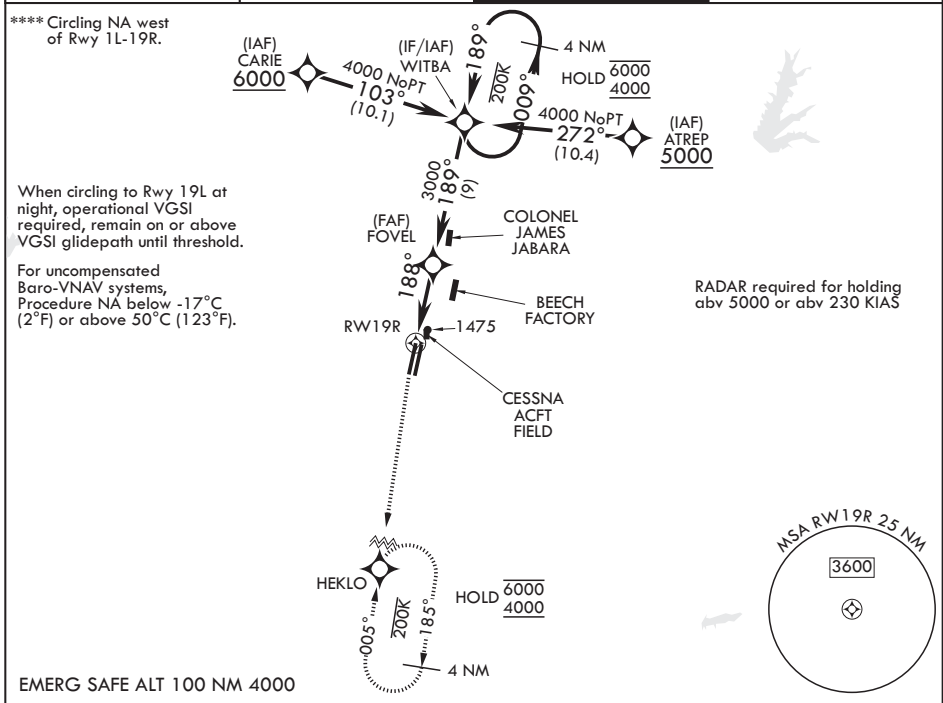 **** Circling NA west
of Rwy 1L-19R.
(IAF)
CARIE
6000
4000 NoPT
103°
(10.1)
(IF/IAF)
WITBA
189°
200K
009°
4 NM
HOLD 6000
4000
4000 NoPT
272°
(10.4)
(IAF)
ATREP
5000
3000
189°
(9)
When circling to Rwy 19L at
night, operational VGSI
required, remain on or above
VGSI glidepath until threshold.
For uncompensated
Baro-VNAV systems,
Procedure NA below -17°C
(2°F) or above 50°C (123°F).
(FAF)
FOVEL
COLONEL
JAMES
JABARA
188°
BEECH
FACTORY
RADAR required for holding
abv 5000 or abv 230 KIAS
RW19R
1475
CESSNA
ACFT
FIELD
HEKLO
005°
200K
185°
HOLD 6000
4000
4 NM
MSA RW19R 25 NM
3600
EMERG SAFE ALT 100 NM 4000